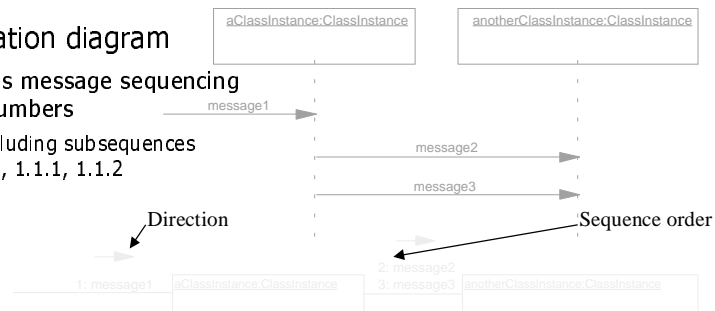 aClassInstance:ClassInstance
anotherClassInstance:ClassInstance
ation diagram
s message sequencing
umbers
message1
luding subsequences
, 1.1.1, 1.1.2
message2
message3
Direction
Sequence order
1: message1
aClassInstance:ClassInstance
2: message2
3: message3
anotherClassInstance:ClassInstance